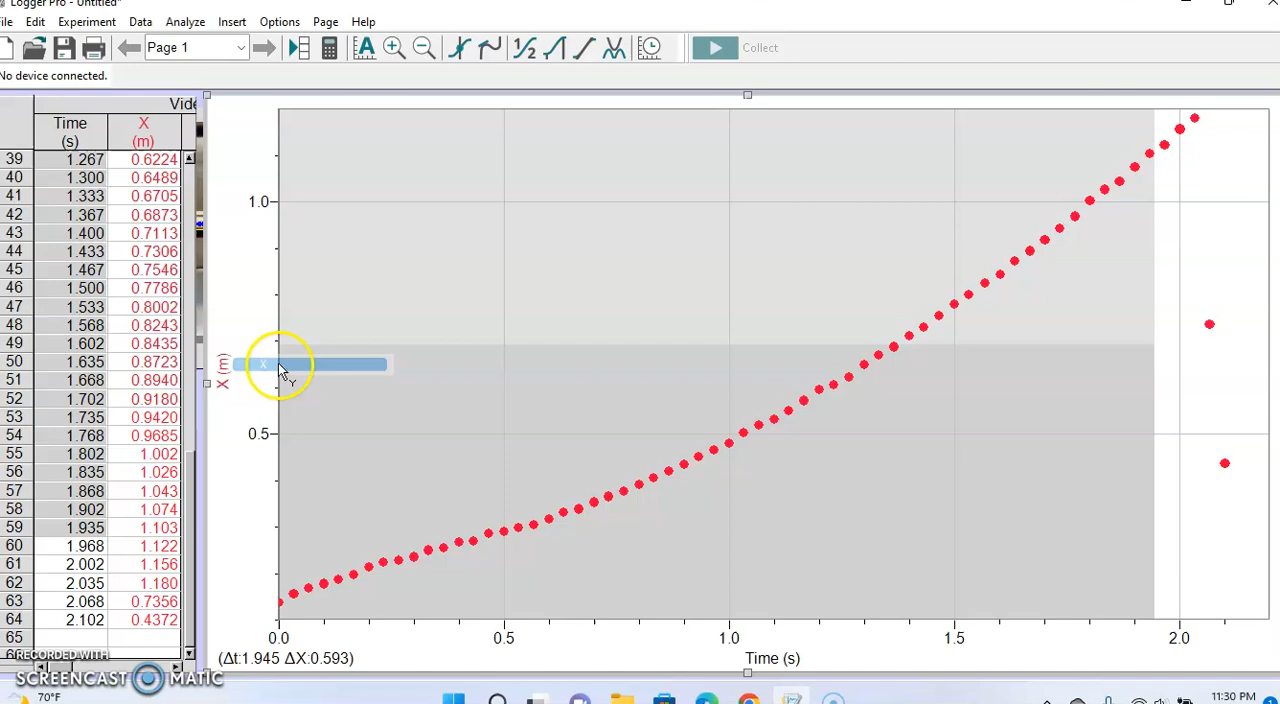 Logger Pro - Untitled*
File Edit Experiment Data Analyze Insert Options Page Help
Page 1
Collect
No device connected.
Time
(s)
X
(m)
39 1.267 0.6224
40 1.300 0.6489
41 1.333 0.6705
42 1.367 0.6873
43 1.400 0.7113
44 1.433 0.7306
45 1.467 0.7546
46 1.500 0.7786
47 1.533 0.8002
48 1.568 0.8243
49 1.602 0.8435
50 1.635 0.8723
51 1.668 0.8940
52 1.702 0.9180
53 1.735 0.9420
54 1.768 0.9685
55 1.802 1.002
56 1.835 1.026
57 1.868 1.043
58 1.902 1.074
59 1.935 1.103
60 1.968 1.122
61 2.002 1.156
62 2.035 1.180
63 2.068 0.7356
64 2.102 0.4372
65
1.0
X
X (m)
Y
0.5
0.0 0.5 1.0 1.5 2.0
(Δt:1.945 ΔX:0.593)
Time (s)
RECORDED WITH
SCREENCAST MATIC
70°F
11:30 PM
1